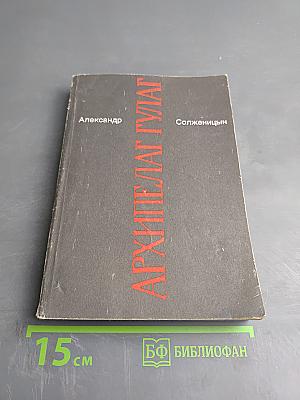 Александр Солженицын
АРХИПЕЛАГ ГУЛАГ
15 см
БФ БИБЛИОФАН